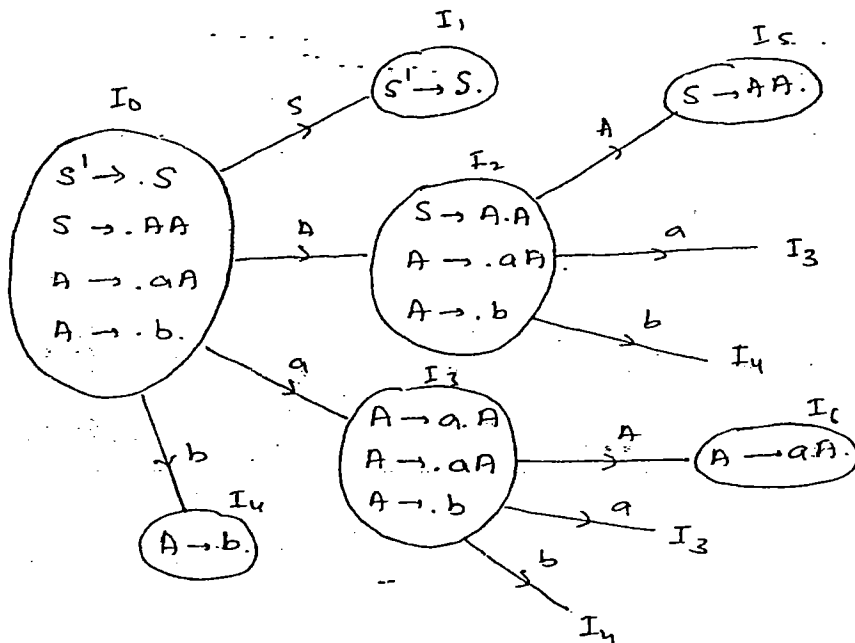 I₁
S' → S.
I₅
S → AA.
S
A
I₀
S' → .S
S → .AA
A → .aA
A → .b.
A
I₂
S → A.A
A → .aA.
A → .b
a
I₃
b
I₄
a
I₃
A → a.A
A → .aA
A → .b
A
I₆
A → aA.
a
I₃
b
I₄
b
I₄
A → b.